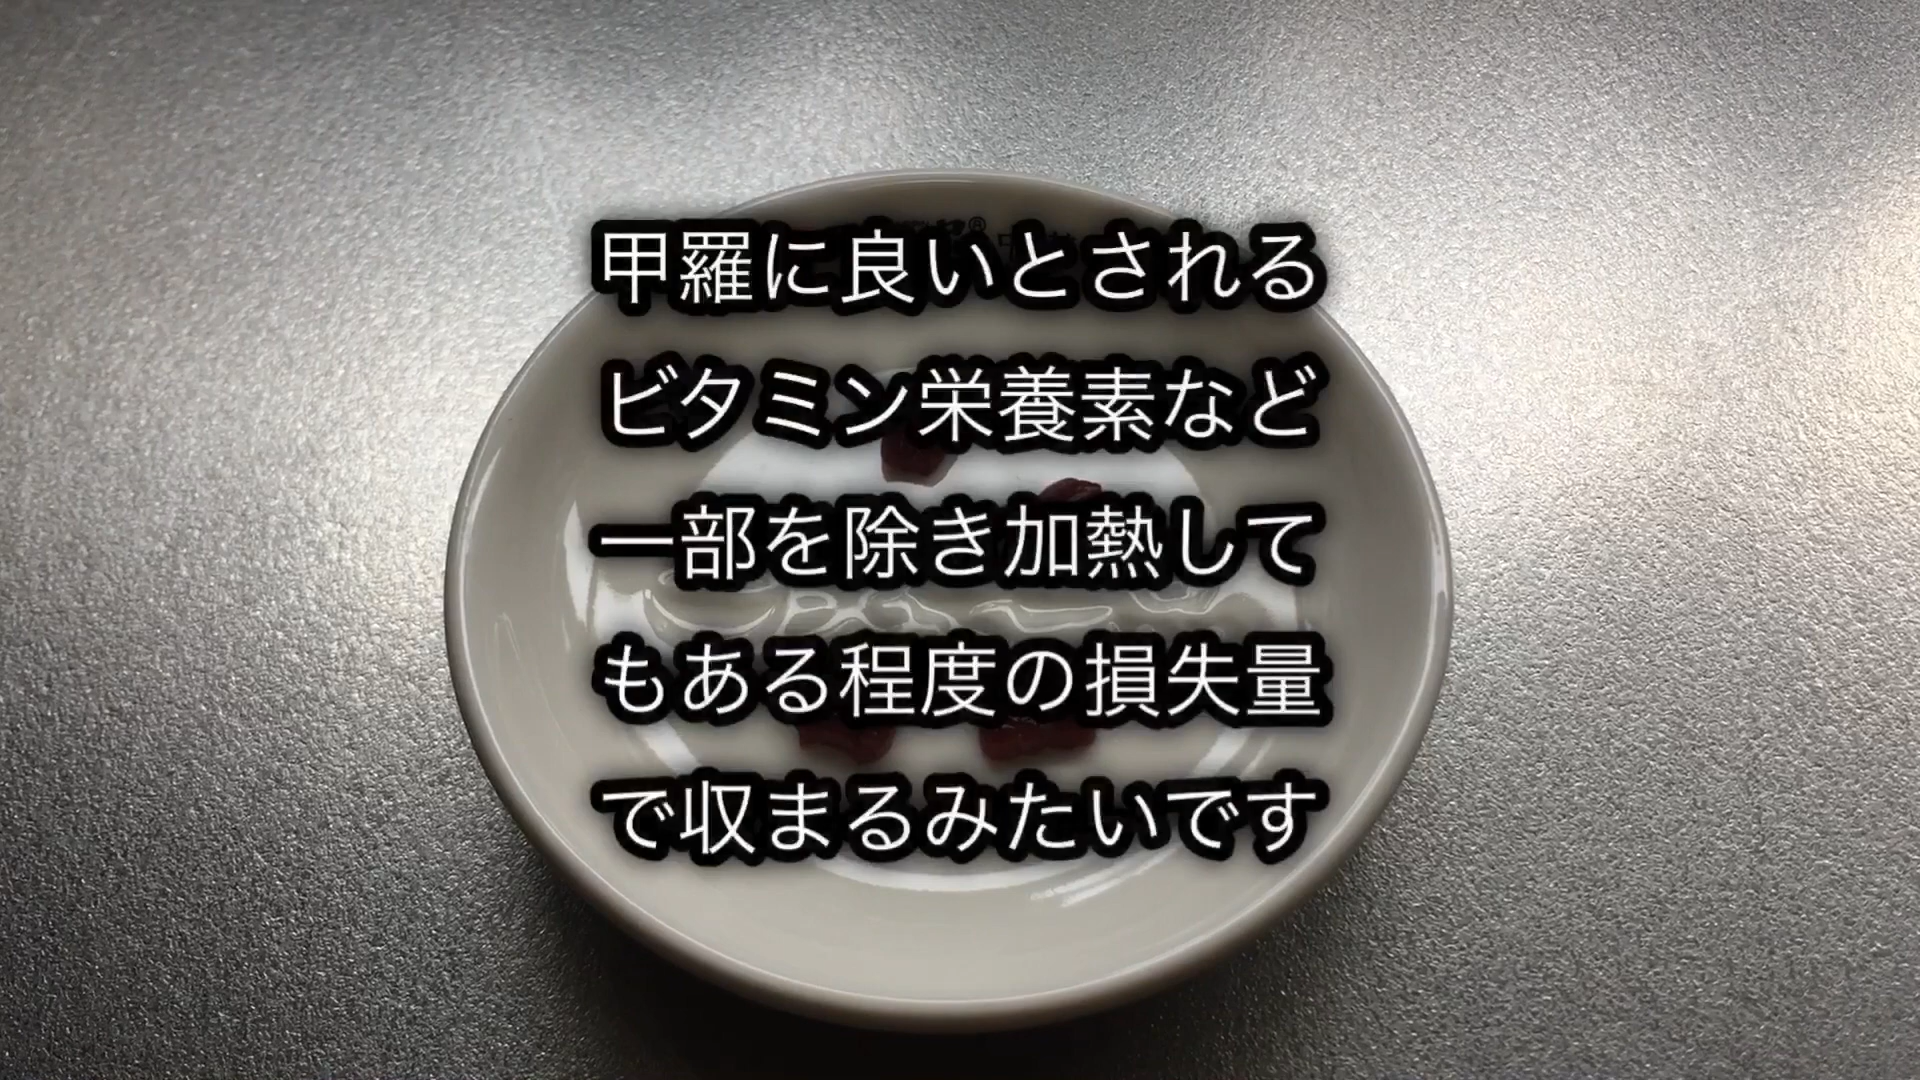 甲羅に良いとされる
ビタミン栄養素など
一部を除き加熱して
もある程度の損失量
で収まるみたいです